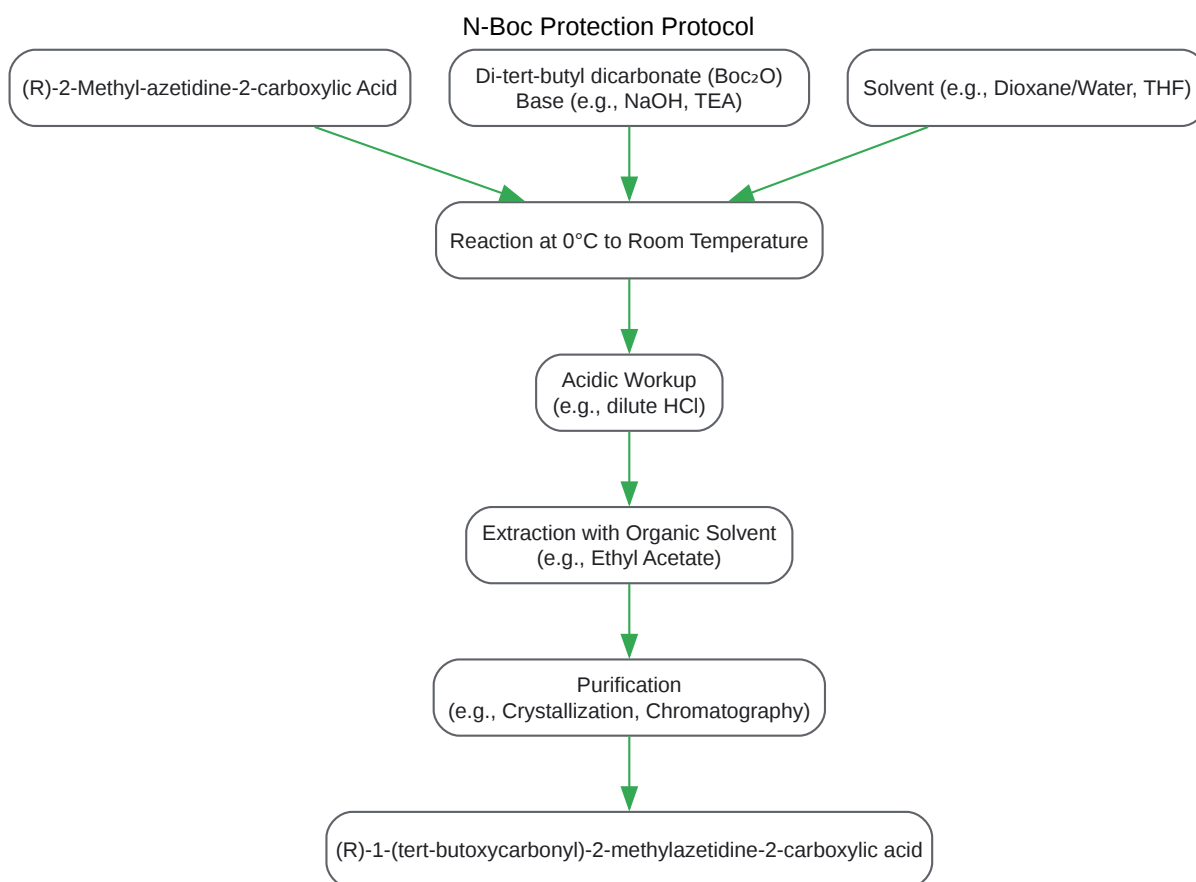 N-Boc Protection Protocol
(R)-2-Methyl-azetidine-2-carboxylic Acid
Di-tert-butyl dicarbonate (Boc₂O)
Base (e.g., NaOH, TEA)
Solvent (e.g., Dioxane/Water, THF)
Reaction at 0°C to Room Temperature
Acidic Workup
(e.g., dilute HCl)
Extraction with Organic Solvent
(e.g., Ethyl Acetate)
Purification
(e.g., Crystallization, Chromatography)
(R)-1-(tert-butoxycarbonyl)-2-methylazetidine-2-carboxylic acid